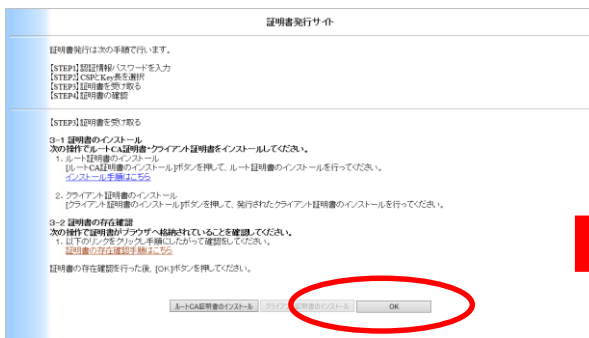 証明書発行サイト
証明書発行は次の手順で行います。
【STEP1】認証情報パスワードを入力
【STEP2】CSPとKey長を選択
【STEP3】証明書を受け取る
【STEP4】証明書の確認
【STEP3】証明書を受け取る
3-1 証明書のインストール
次の操作でルートCA証明書・クライアント証明書をインストールしてください。
1. ルート証明書のインストール
[ルートCA証明書のインストール]ボタンを押して、ルート証明書のインストールを行ってください。
インストール手順はこちら
2. クライアント証明書のインストール
[クライアント証明書のインストール]ボタンを押して、発行されたクライアント証明書のインストールを行ってください。
3-2 証明書の存在確認
次の操作で証明書がブラウザへ格納されていることを確認してください。
1. 以下のリンクをクリックし手順にしたがって確認をしてください。
証明書の存在確認手順はこちら
証明書の存在確認を行った後、[OK]ボタンを押してください。
ルートCA証明書のインストール クライアント証明書のインストール OK